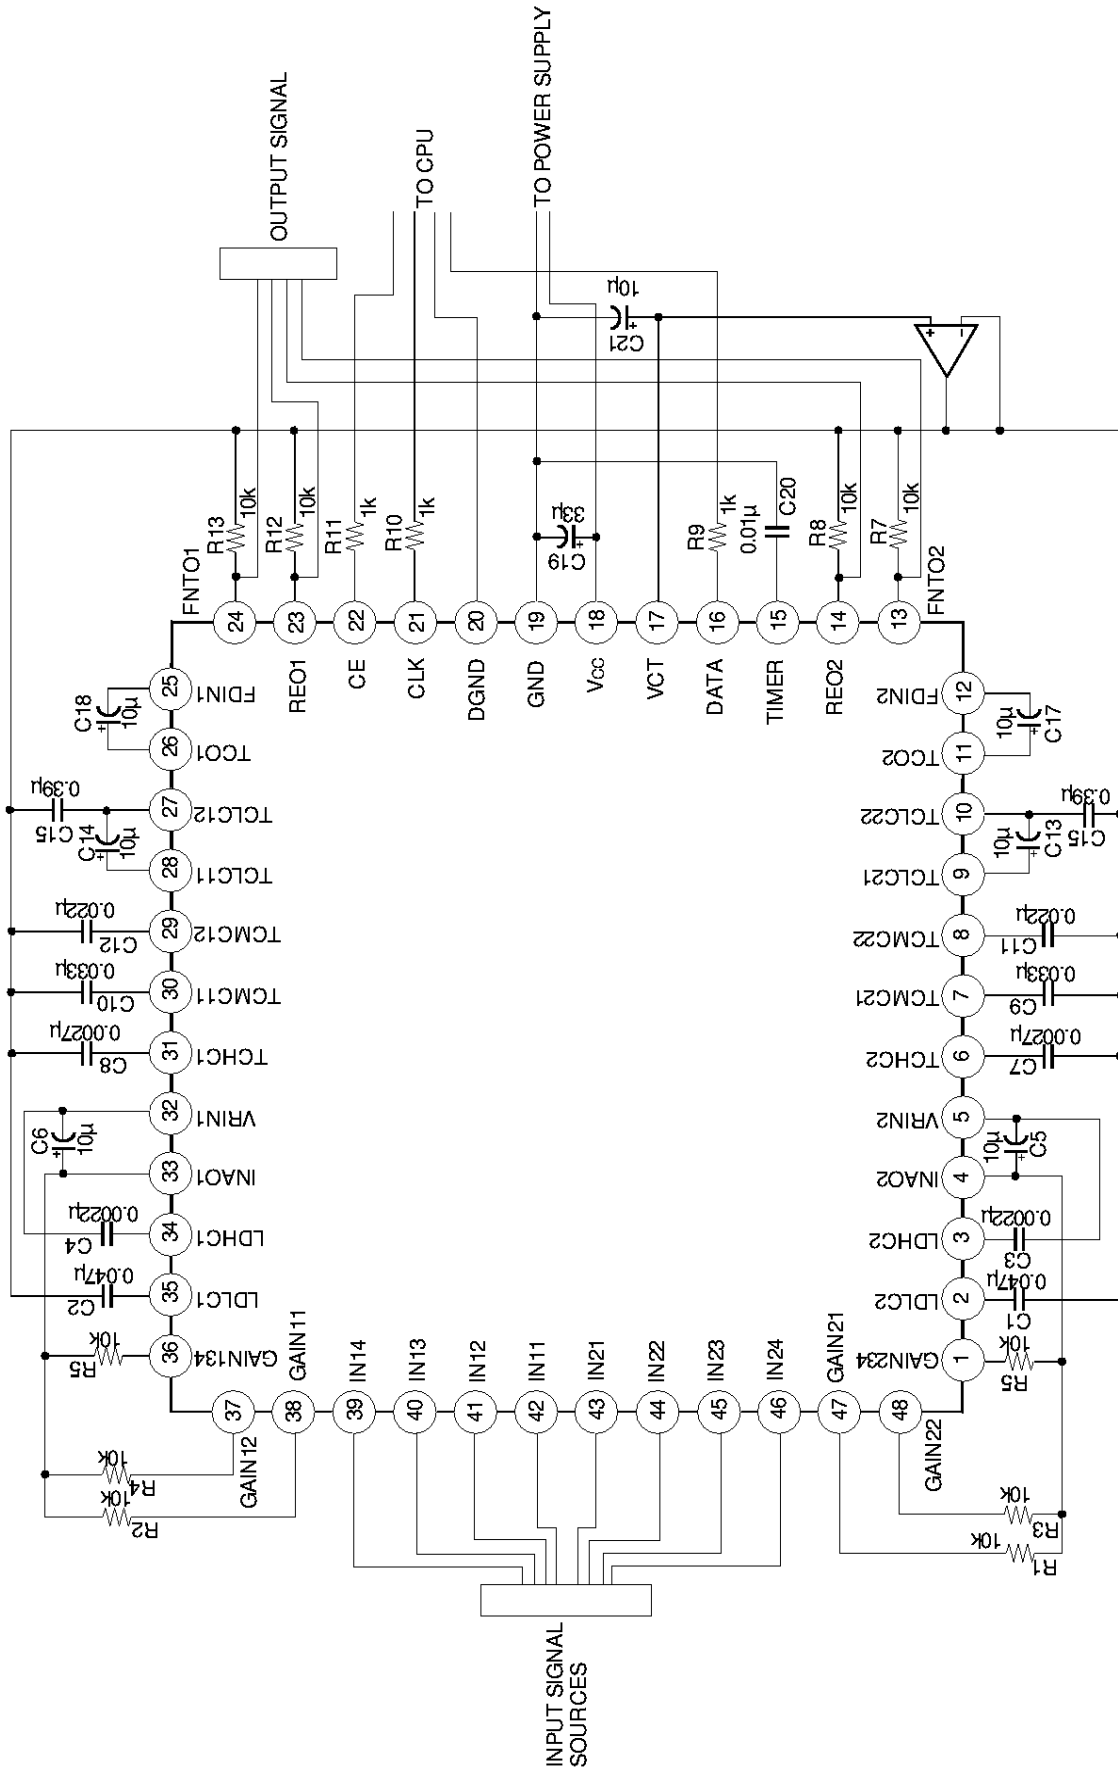 OUTPUT SIGNAL
TO CPU
TO POWER SUPPLY
10µ
C21
+
+
-
R13
10k
R12
10k
R11
1k
R10
1k
33µ
C19
+
R9
1k
0.01µ
C20
R8
10k
R7
10k
FNTO1
24
23
22
21
20
19
18
17
16
15
14
13
FNTO2
REO1
CE
CLK
DGND
GND
VCC
VCT
DATA
TIMER
REO2
C18
10µ
+
25
FDIN1
26
TCO1
0.39µ
C15
C14
10µ
+
27
TCLC12
28
TCLC11
0.022µ
C12
29
TCMC12
0.033µ
C10
30
TCMC11
0.0027µ
C8
31
TCHC1
C6
10µ
+
32
VRIN1
33
INAO1
0.0022µ
C4
34
LDHC1
0.047µ
C2
35
LDLC1
10k
R5
36
GAIN134
FDIN2
12
10µ
C17
+
TCO2
11
TCLC22
10
0.39µ
C15
10µ
C13
+
TCLC21
9
TCMC22
8
0.022µ
C11
TCMC21
7
0.033µ
C9
TCHC2
6
0.0027µ
C7
VRIN2
5
10µ
C5
+
INAO2
4
LDHC2
3
0.0022µ
C3
LDLC2
2
0.047µ
C1
GAIN234
1
10k
R5
GAIN11
IN14
IN13
IN12
IN11
IN21
IN22
IN23
IN24
GAIN21
37
38
39
40
41
42
43
44
45
46
47
48
GAIN12
GAIN22
10k
R4
10k
R2
10k
R3
10k
R1
INPUT SIGNAL
SOURCES